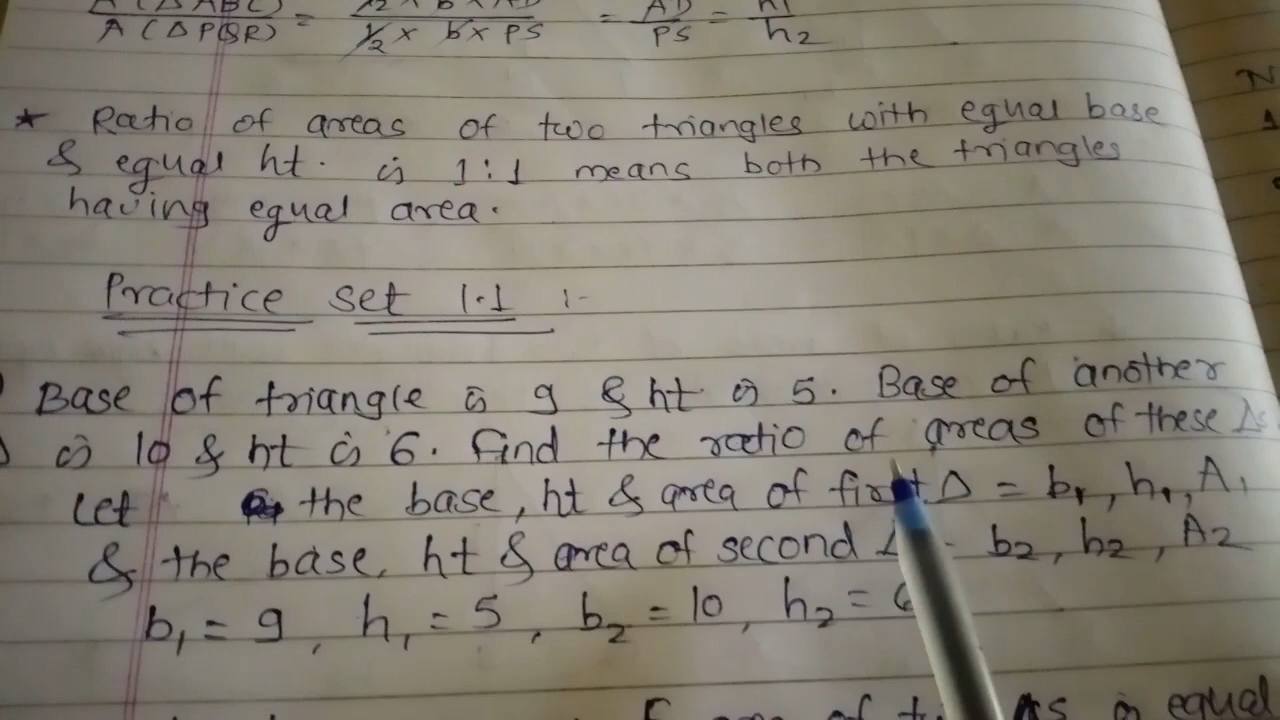 A(ΔPQR) = ½ × b × PS = PS = h2
* Ratio of areas of two triangles with equal base
& equal ht. is 1:1 means both the triangles
having equal area.
Practice set 1.1 :-
Base of triangle is 9 & ht is 5. Base of another
is 10 & ht is 6. Find the ratio of areas of these Δs
Let the base, ht & area of first Δ = b1, h1, A1
& the base, ht & area of second b2, h2, A2
b1 = 9, h1 = 5, b2 = 10, h2 = 6
of is equal